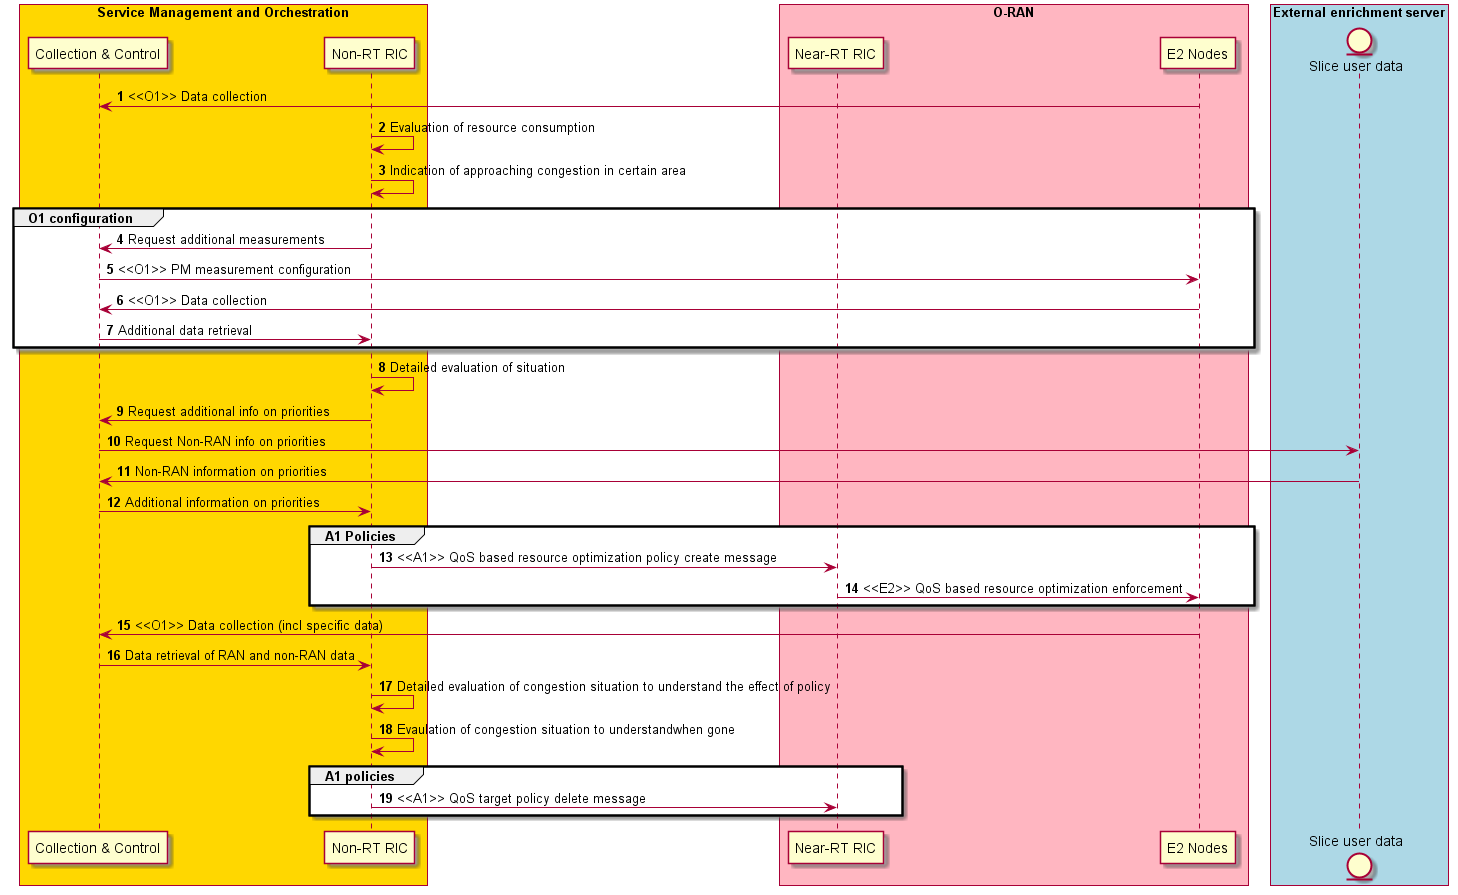 Service Management and Orchestration
O-RAN
External enrichment server
Collection & Control
Non-RT RIC
Near-RT RIC
E2 Nodes
Slice user data
1 <<O1>> Data collection
2 Evaluation of resource consumption
3 Indication of approaching congestion in certain area
O1 configuration
4 Request additional measurements
5 <<O1>> PM measurement configuration
6 <<O1>> Data collection
7 Additional data retrieval
8 Detailed evaluation of situation
9 Request additional info on priorities
10 Request Non-RAN info on priorities
11 Non-RAN information on priorities
12 Additional information on priorities
A1 Policies
13 <<A1>> QoS based resource optimization policy create message
14 <<E2>> QoS based resource optimization enforcement
15 <<O1>> Data collection (incl specific data)
16 Data retrieval of RAN and non-RAN data
17 Detailed evaluation of congestion situation to understand the effect of policy
18 Evaulation of congestion situation to understandwhen gone
A1 policies
19 <<A1>> QoS target policy delete message
Collection & Control
Non-RT RIC
Near-RT RIC
E2 Nodes
Slice user data